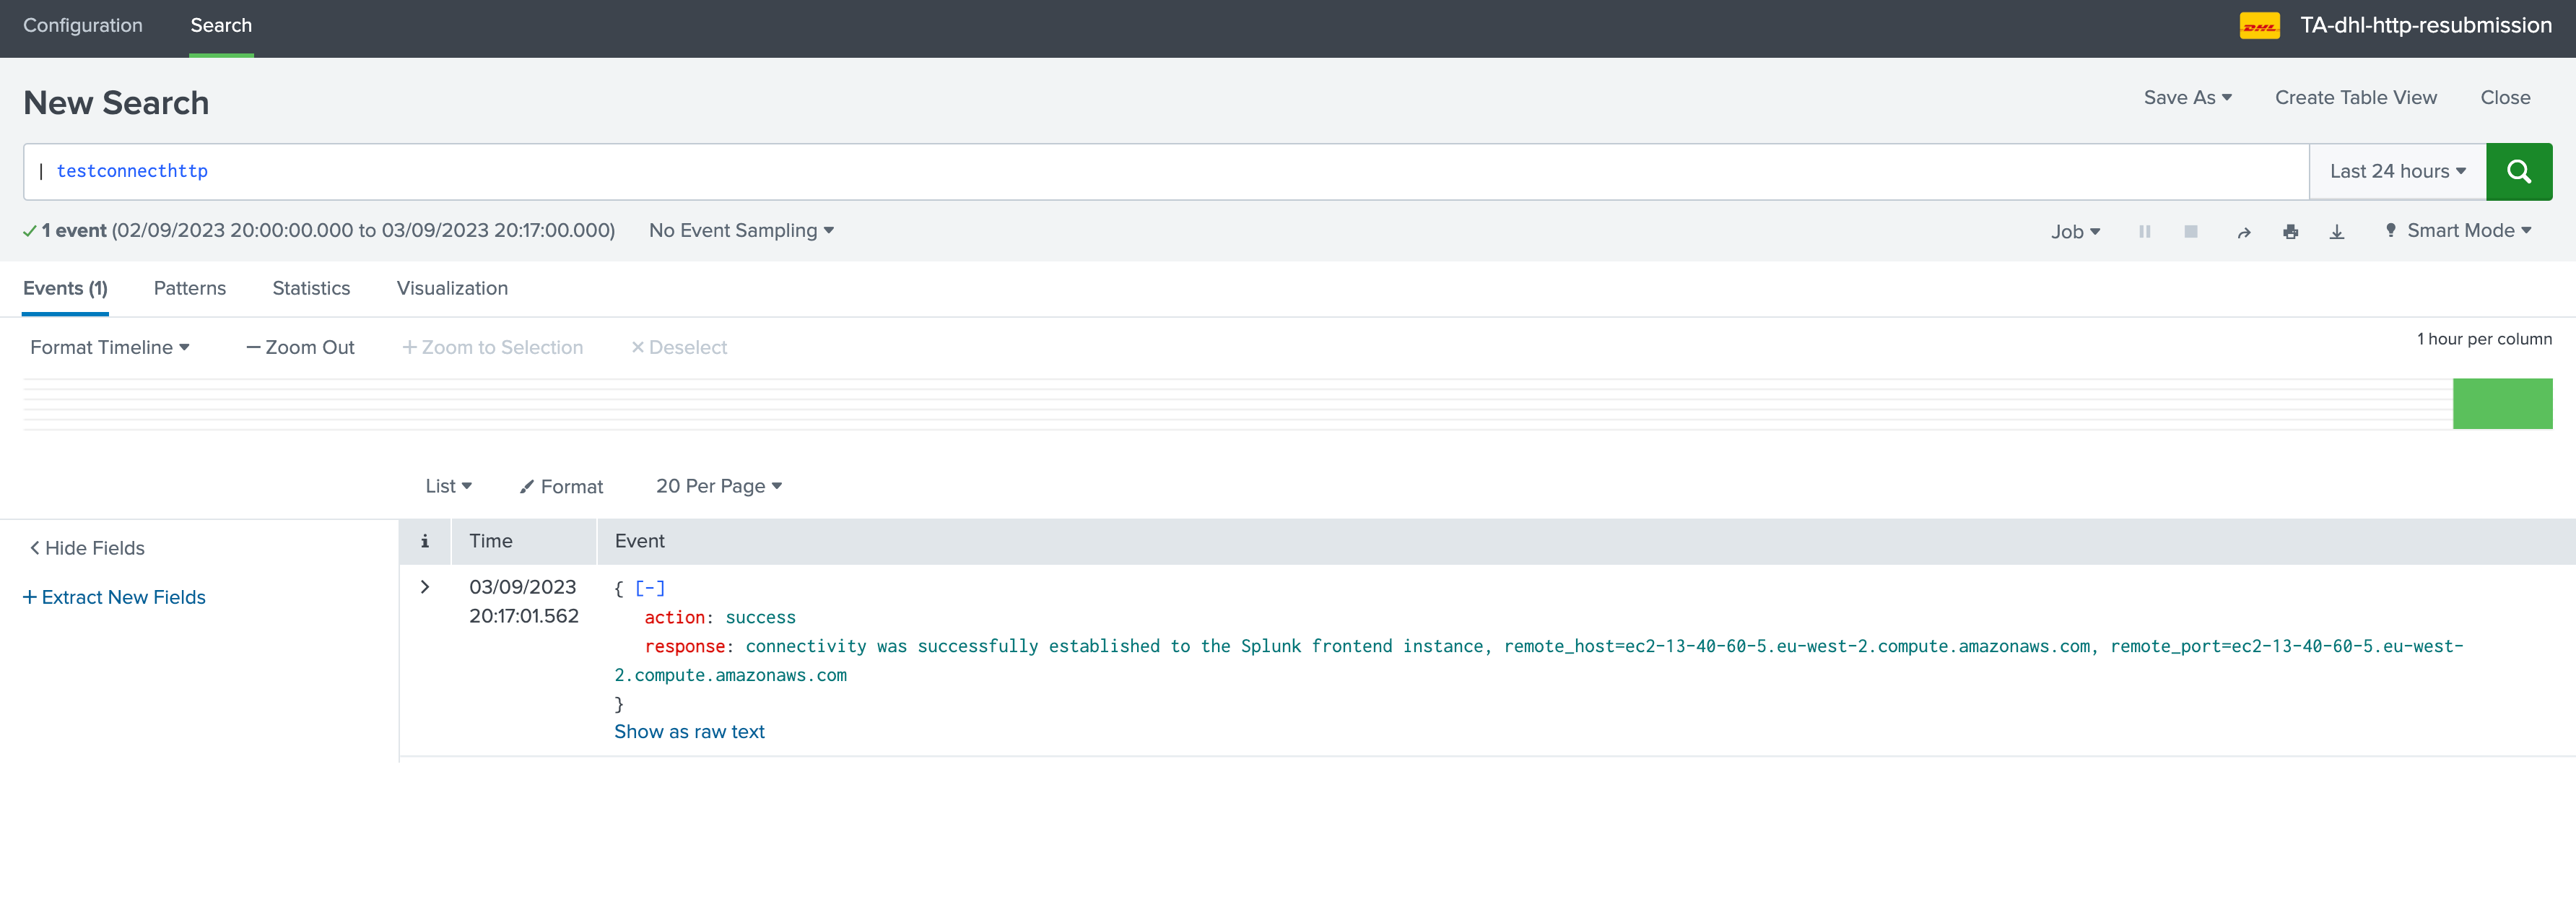 Configuration Search DHL TA-dhl-http-resubmission
New Search Save As Create Table View Close
| testconnecthttp Last 24 hours
1 event (02/09/2023 20:00:00.000 to 03/09/2023 20:17:00.000) No Event Sampling Job Smart Mode
Events (1) Patterns Statistics Visualization
Format Timeline — Zoom Out + Zoom to Selection × Deselect 1 hour per column
List Format 20 Per Page
< Hide Fields i Time Event
+ Extract New Fields
> 03/09/2023 { [-]
20:17:01.562 action: success
response: connectivity was successfully established to the Splunk frontend instance, remote_host=ec2-13-40-60-5.eu-west-2.compute.amazonaws.com, remote_port=ec2-13-40-60-5.eu-west-
2.compute.amazonaws.com
}
Show as raw text